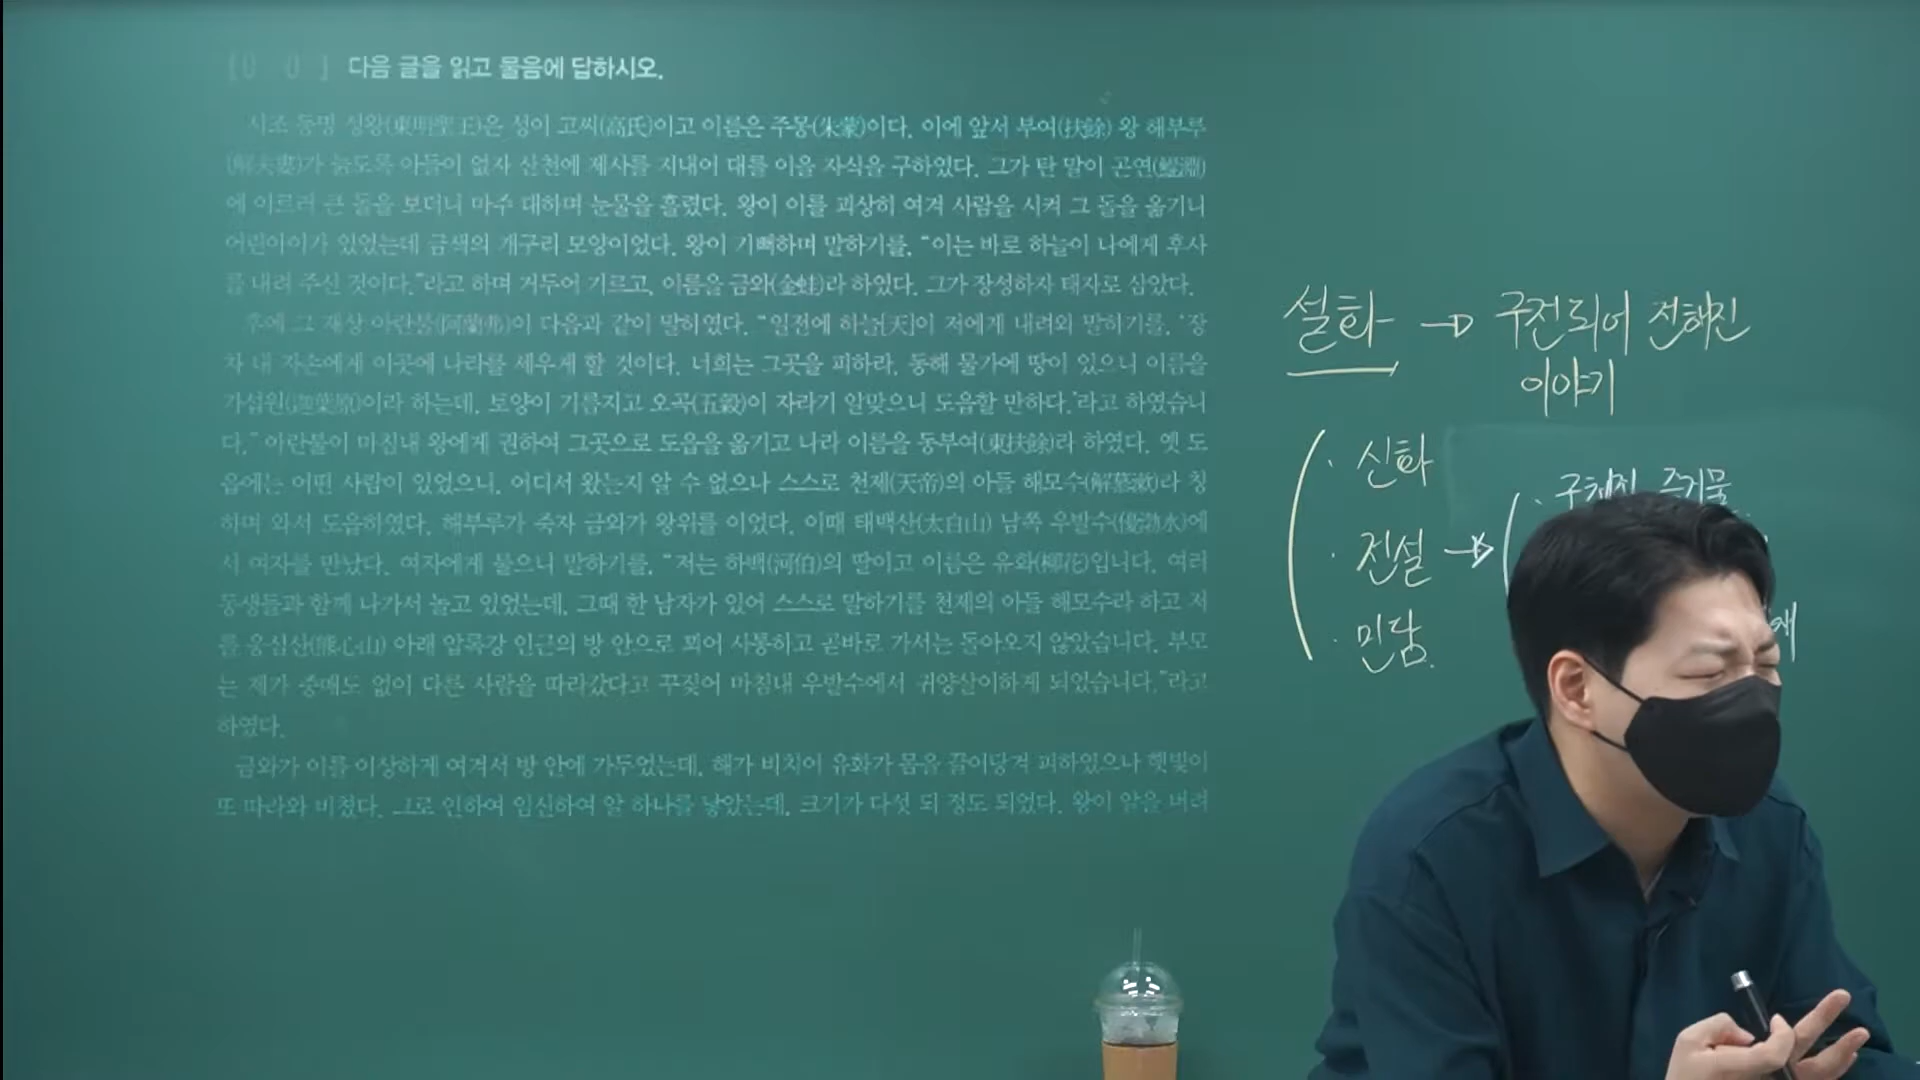 [0 0] 다음 글을 읽고 물음에 답하시오.
시조 동명 성왕(東明聖王)은 성이 고씨(高氏)이고 이름은 주몽(朱蒙)이다. 이에 앞서 부여(扶餘) 왕 해부루
(解夫婁)가 늙도록 아들이 없자 산천에 제사를 지내어 대를 이을 자식을 구하였다. 그가 탄 말이 곤연(鯤淵)
에 이르러 큰 돌을 보더니 마주 대하며 눈물을 흘렸다. 왕이 이를 괴상히 여겨 사람을 시켜 그 돌을 옮기니
어린아이가 있었는데 금색의 개구리 모양이었다. 왕이 기뻐하며 말하기를, “이는 바로 하늘이 나에게 후사
를 내려 주신 것이다.”라고 하며 거두어 기르고, 이름을 금와(金蛙)라 하였다. 그가 장성하자 태자로 삼았다.
후에 그 재상 아란불(阿蘭弗)이 다음과 같이 말하였다. “일전에 하늘[天]이 저에게 내려와 말하기를, ‘장
차 내 자손에게 이곳에 나라를 세우게 할 것이다. 너희는 그곳을 피하라. 동해 물가에 땅이 있으니 이름을
가섭원(迦葉原)이라 하는데, 토양이 기름지고 오곡(五穀)이 자라기 알맞으니 도읍할 만하다.’라고 하였습니
다.” 아란불이 마침내 왕에게 권하여 그곳으로 도읍을 옮기고 나라 이름을 동부여(東扶餘)라 하였다. 옛 도
읍에는 어떤 사람이 있었으니, 어디서 왔는지 알 수 없으나 스스로 천제(天帝)의 아들 해모수(解慕漱)라 칭
하며 와서 도읍하였다. 해부루가 죽자 금와가 왕위를 이었다. 이때 태백산(太白山) 남쪽 우발수(優渤水)에
서 여자를 만났다. 여자에게 물으니 말하기를, “저는 하백(河伯)의 딸이고 이름은 유화(柳花)입니다. 여러
동생들과 함께 나가서 놀고 있었는데, 그때 한 남자가 있어 스스로 말하기를 천제의 아들 해모수라 하고 저
를 웅심산(熊心山) 아래 압록강 인근의 방 안으로 꾀어 사통하고 곧바로 가서는 돌아오지 않았습니다. 부모
는 제가 중매도 없이 다른 사람을 따라갔다고 꾸짖어 마침내 우발수에서 귀양살이하게 되었습니다.”라고
하였다.
금와가 이를 이상하게 여겨서 방 안에 가두었는데, 해가 비치어 유화가 몸을 끌어당겨 피하였으나 햇빛이
또 따라와 비쳤다. 그로 인하여 임신하여 알 하나를 낳았는데, 크기가 다섯 되 정도 되었다. 왕이 알을 버려
설화 → 구전되어 전해진
이야기
· 신화
· 전설 →
· 민담.
· 구체적 증거물